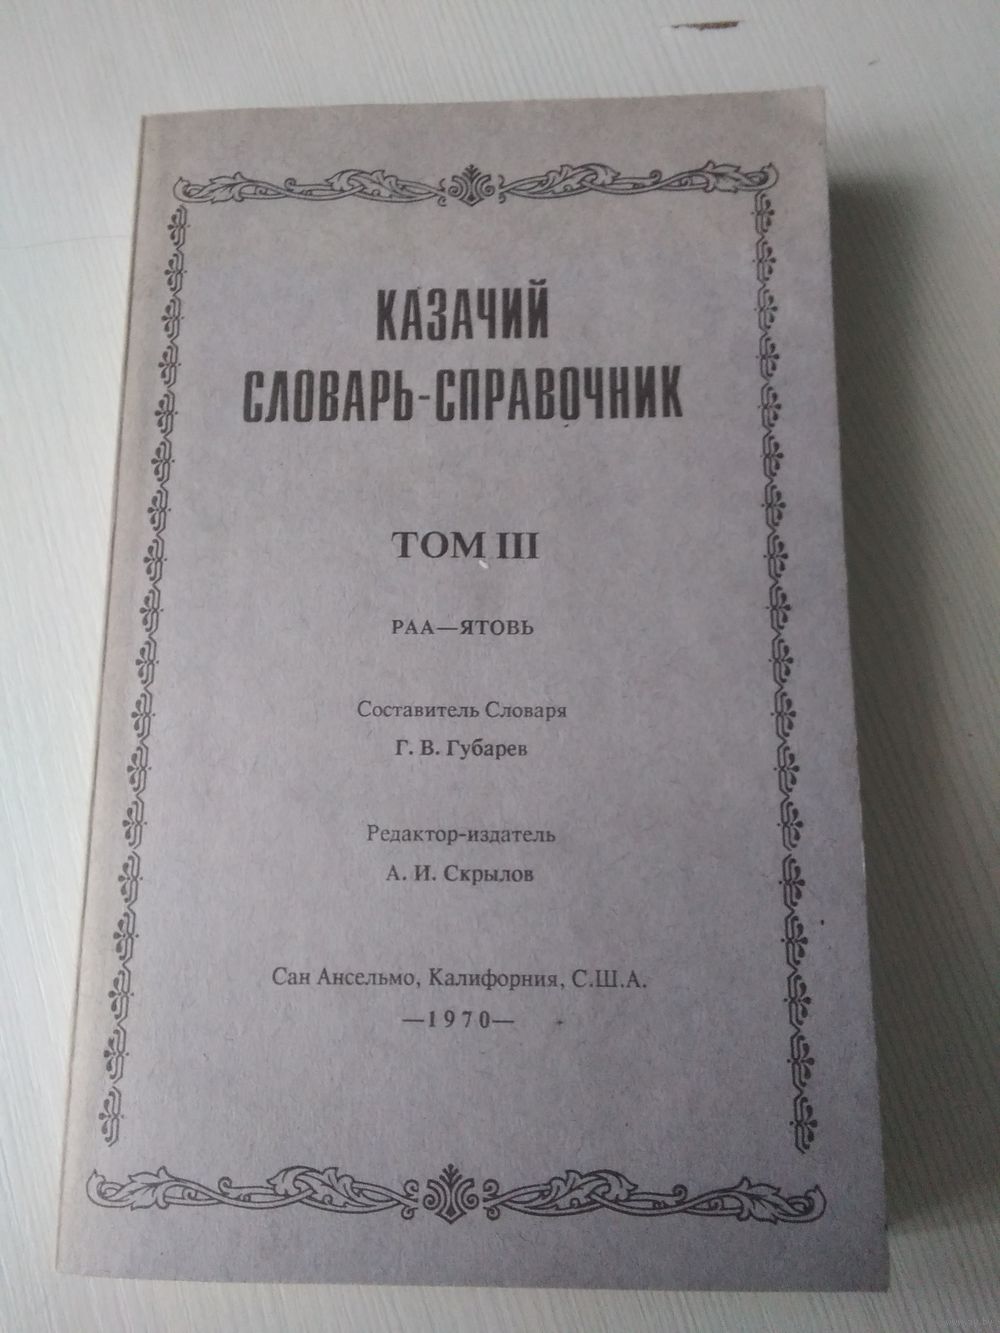 КАЗАЧИЙ
СЛОВАРЬ-СПРАВОЧНИК
ТОМ III
РАА—ЯТОВЬ
Составитель Словаря
Г. В. Губарев
Редактор-издатель
А. И. Скрылов
Сан Ансельмо, Калифорния, С.Ш.А.
—1970—